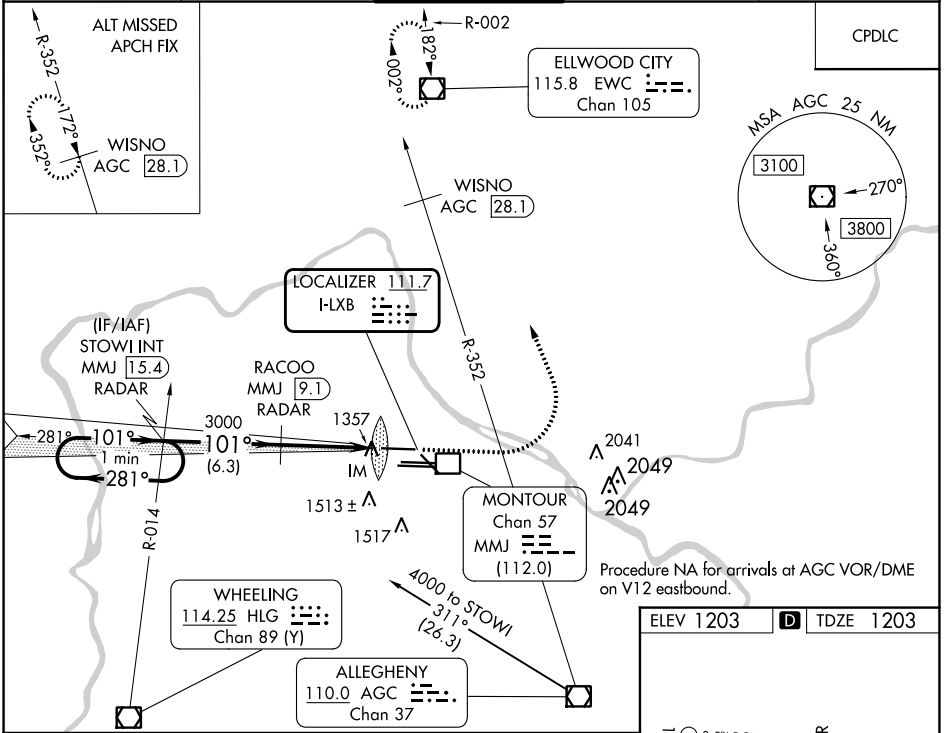 ALT MISSED
APCH FIX
R-352
172°
352°
WISNO
AGC 28.1
R-002
182°
002°
ELLWOOD CITY
115.8 EWC
Chan 105
CPDLC
MSA AGC 25 NM
3100
270°
3800
360°
WISNO
AGC 28.1
LOCALIZER 111.7
I-LXB
R-352
(IF/IAF)
STOWI INT
MMJ 15.4
RADAR
RACOO
MMJ 9.1
RADAR
1357
3000
281°
101°
101°
1 min
(6.3)
281°
IM
2041
2049
2049
1513 ±
1517
MONTOUR
Chan 57
MMJ
(112.0)
R-014
Procedure NA for arrivals at AGC VOR/DME
on V12 eastbound.
4000 to STOWI
311°
(26.3)
WHEELING
114.25 HLG
Chan 89 (Y)
ALLEGHENY
110.0 AGC
Chan 37
ELEV 1203 D TDZE 1203